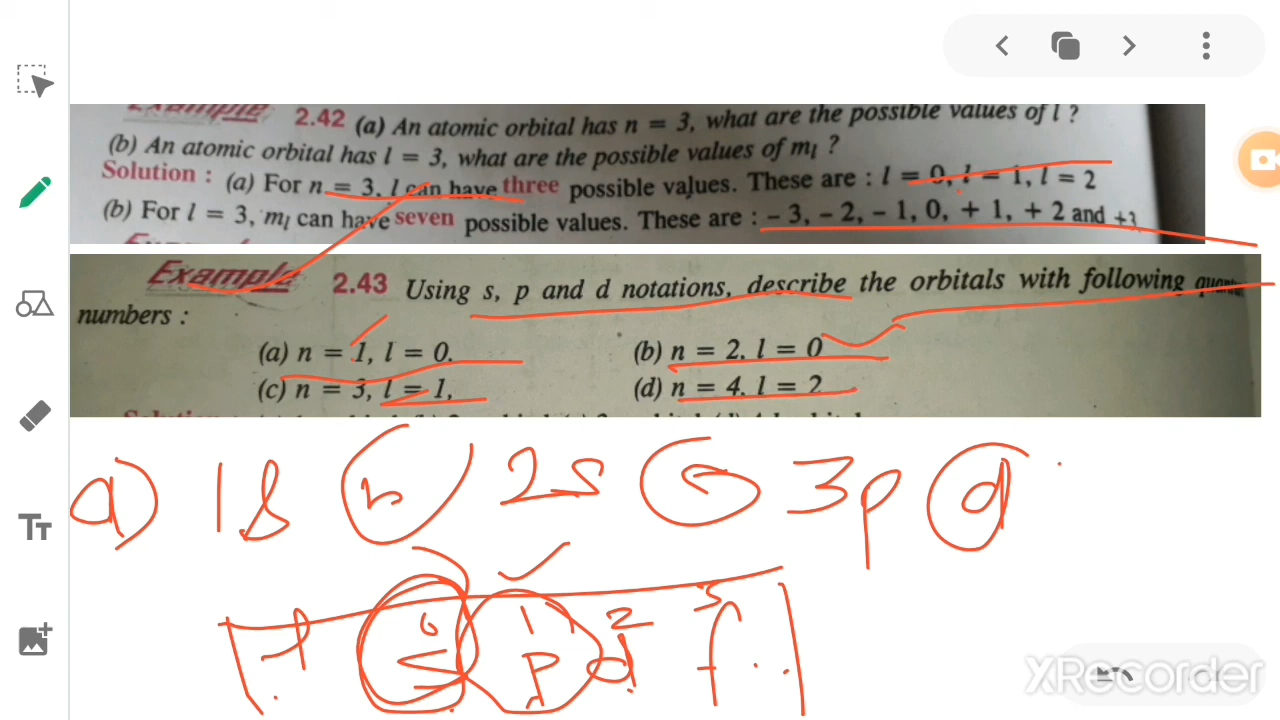 Example 2.42 (a) An atomic orbital has n = 3, what are the possible values of l ?
(b) An atomic orbital has l = 3, what are the possible values of ml ?
Solution : (a) For n = 3, l can have three possible values. These are : l = 0, l = 1, l = 2
(b) For l = 3, ml can have seven possible values. These are : – 3, – 2, – 1, 0, + 1, + 2 and +3
Example 2.43 Using s, p and d notations, describe the orbitals with following
numbers :
(a) n = 1, l = 0. (b) n = 2, l = 0
(c) n = 3, l = 1, (d) n = 4, l = 2
a) 1s b) 2s c) 3p d)
l 0 1 2 3
s p d f
Tт
XRecorder